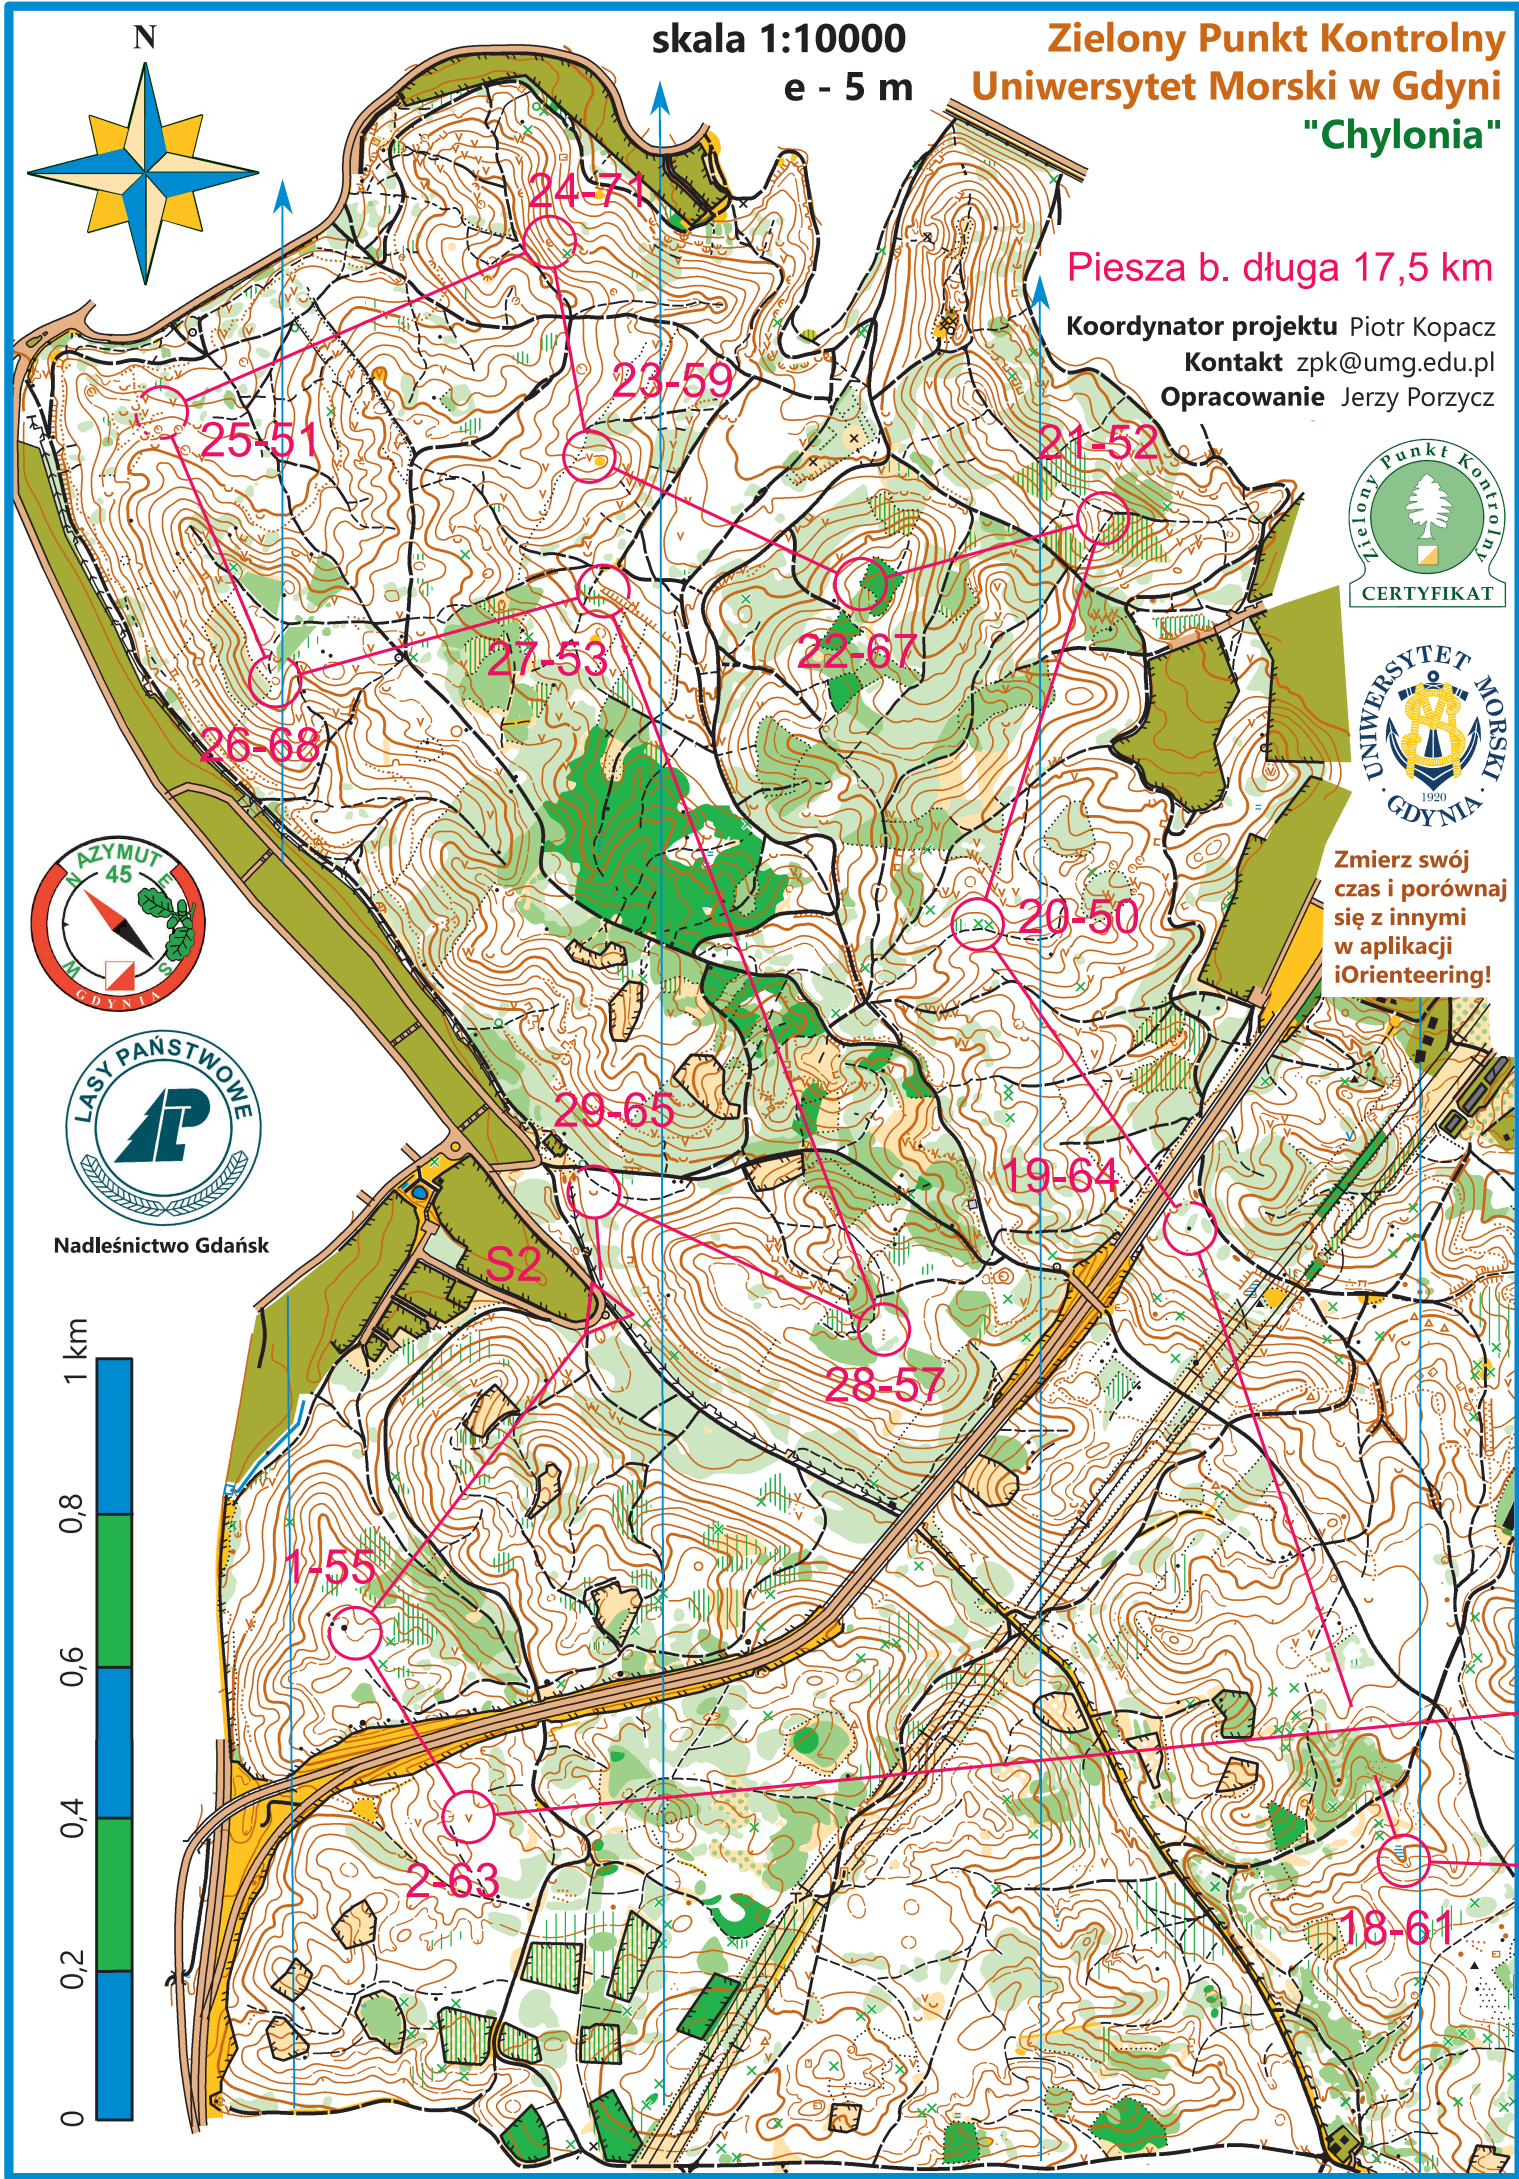 N
skala 1:10000
e - 5 m
Zielony Punkt Kontrolny
Uniwersytet Morski w Gdyni
"Chylonia"
Piesza b. długa 17,5 km
Koordynator projektu Piotr Kopacz
Kontakt zpk@umg.edu.pl
Opracowanie Jerzy Porzycz
Zielony Punkt Kontrolny
CERTYFIKAT
UNIWERSYTET MORSKI
1920
· GDYNIA ·
Zmierz swój
czas i porównaj
się z innymi
w aplikacji
iOrienteering!
24-71
23-59
25-51
21-52
22-67
27-53
26-68
20-50
29-65
19-64
S2
28-57
1-55
2-63
18-61
AZYMUT
45
N E
W S
GDYNIA
LASY PAŃSTWOWE
LP
Nadleśnictwo Gdańsk
1 km
0,8
0,6
0,4
0,2
0